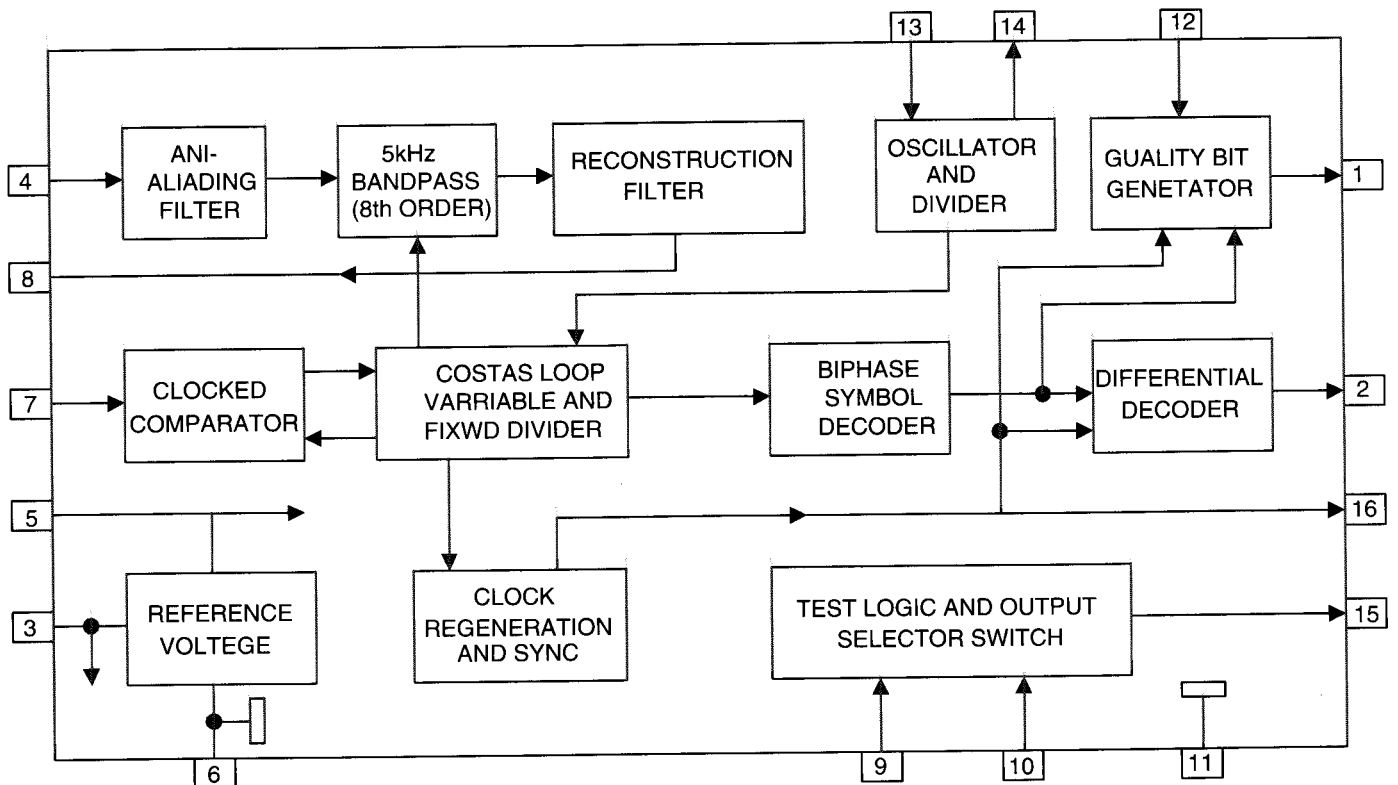 13
14
12
4
ANI-
ALIADING
FILTER
5kHz
BANDPASS
(8th ORDER)
RECONSTRUCTION
FILTER
OSCILLATOR
AND
DIVIDER
GUALITY BIT
GENETATOR
1
8
7
CLOCKED
COMPARATOR
COSTAS LOOP
VARRIABLE AND
FIXWD DIVIDER
BIPHASE
SYMBOL
DECODER
DIFFERENTIAL
DECODER
2
5
16
3
REFERENCE
VOLTEGE
CLOCK
REGENERATION
AND SYNC
TEST LOGIC AND OUTPUT
SELECTOR SWITCH
15
6
9
10
11